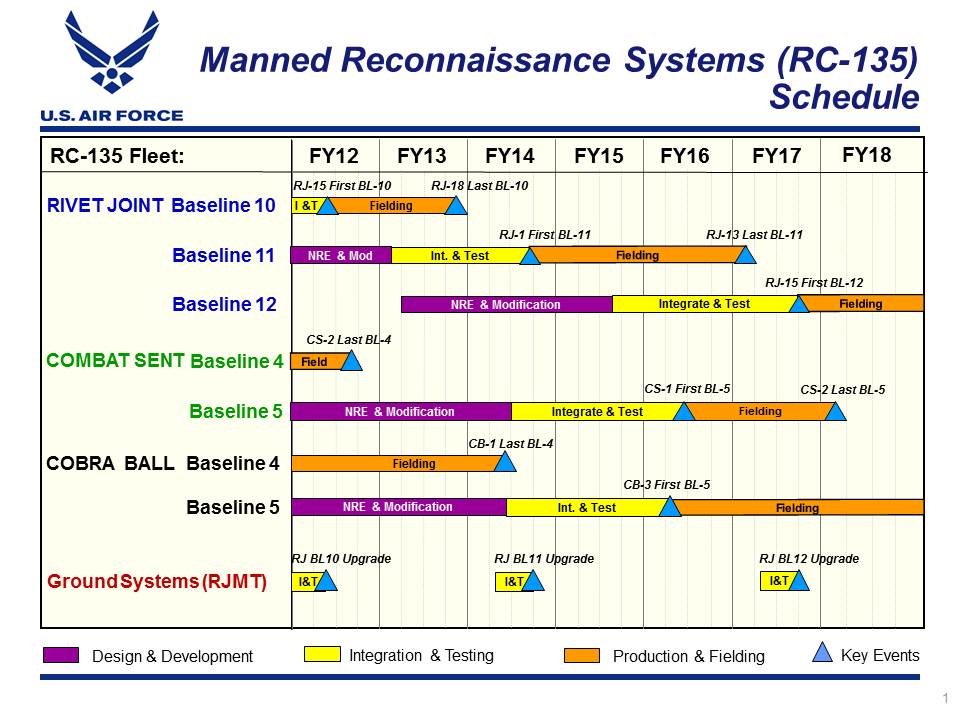 Manned Reconnaissance Systems (RC-135)
Schedule
U.S. AIR FORCE
RC-135 Fleet: FY12 FY13 FY14 FY15 FY16 FY17 FY18
RJ-15 First BL-10 RJ-18 Last BL-10
RIVET JOINT Baseline 10 I &T Fielding
RJ-1 First BL-11 RJ-13 Last BL-11
Baseline 11 NRE & Mod Int. & Test Fielding
RJ-15 First BL-12
Baseline 12 NRE & Modification Integrate & Test Fielding
CS-2 Last BL-4
COMBAT SENT Baseline 4 Field
CS-1 First BL-5 CS-2 Last BL-5
Baseline 5 NRE & Modification Integrate & Test Fielding
CB-1 Last BL-4
COBRA BALL Baseline 4 Fielding
CB-3 First BL-5
Baseline 5 NRE & Modification Int. & Test Fielding
RJ BL10 Upgrade RJ BL11 Upgrade RJ BL12 Upgrade
Ground Systems (RJMT) I&T I&T I&T
Design & Development Integration & Testing Production & Fielding Key Events
1